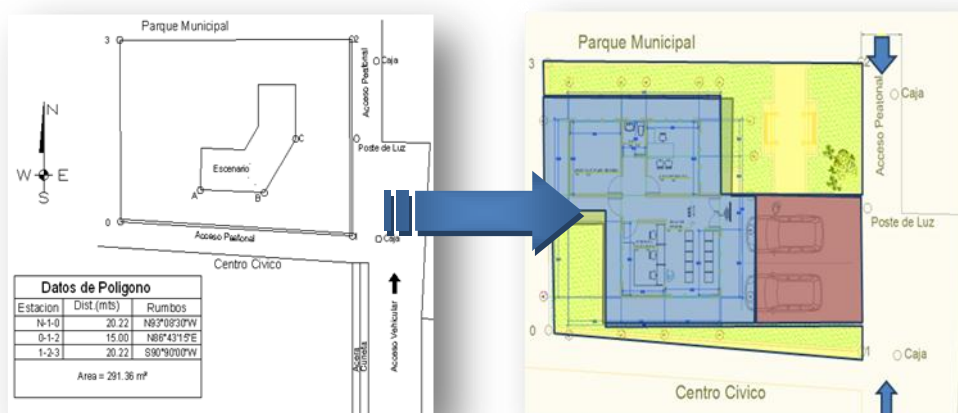 Parque Municipal
3
2
Caja
Acceso Peatonal
N
W E
S
C
Poste de Luz
Escenario
A
B
0
1
Acceso Peatonal
Caja
Centro Civico
Datos de Poligono
Estacion Dist.(mts) Rumbos
N-1-0 20.22 N93°08'30"W
0-1-2 15.00 N86°43'15"E
1-2-3 20.22 S90°90'00"W
Area = 291.36 m²
Acera
Cuneta
Acceso Vehicular
Parque Municipal
3
2
Caja
Acceso Peatonal
Poste de Luz
0
1
Caja
Centro Civico